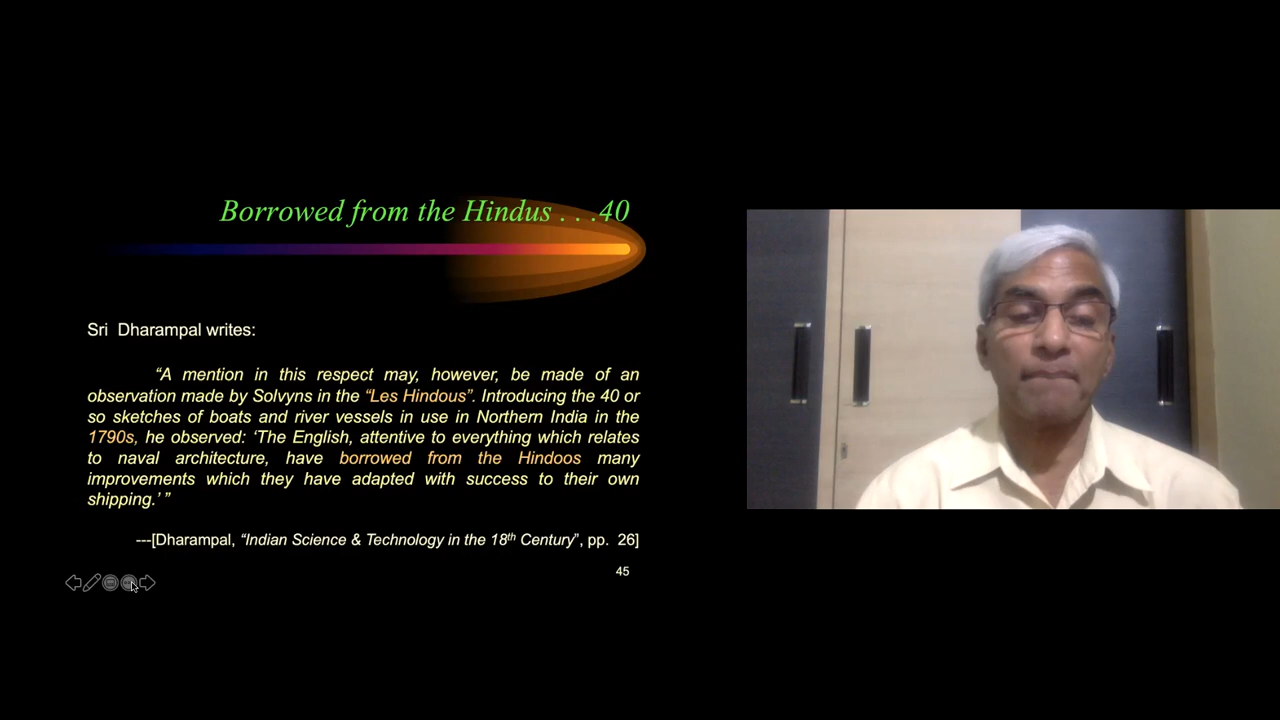 Borrowed from the Hindus . . .40
Sri Dharampal writes:
“A mention in this respect may, however, be made of an
observation made by Solvyns in the “Les Hindous”. Introducing the 40 or
so sketches of boats and river vessels in use in Northern India in the
1790s, he observed: ‘The English, attentive to everything which relates
to naval architecture, have borrowed from the Hindoos many
improvements which they have adapted with success to their own
shipping.’ ”
---[Dharampal, “Indian Science & Technology in the 18th Century”, pp. 26]
45